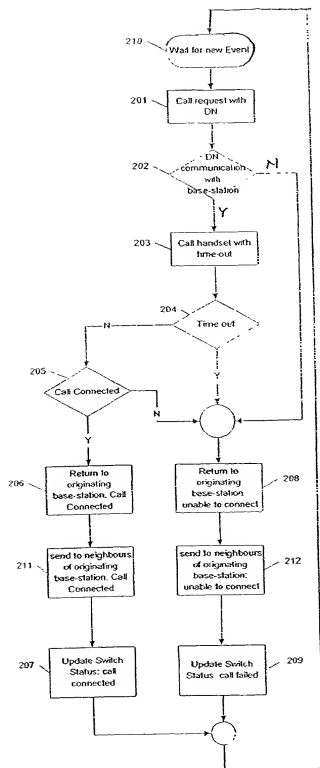 210
Wait for new Event
201
Call request with
DN
202
DN
communication
with
base-station
N
Y
203
Call handset with
time-out
204
Time out
N
Y
205
Call Connected
N
Y
206
Return to
originating
base-station, Call
Connected
Return to
originating
base-station
unable to connect
208
211
send to neighbours
of originating
base-station, Call
Connected
send to neighbours
of originating
base-station;
unable to connect
212
207
Update Switch
Status; call
connected
Update Switch
Status call failed
209